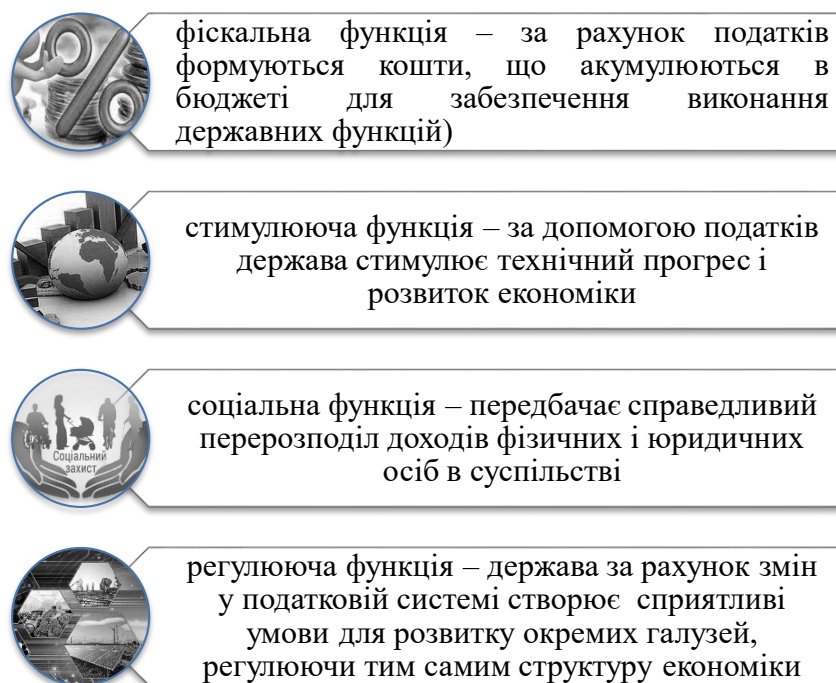 фіскальна функція – за рахунок податків
формуються кошти, що акумулюються в
бюджеті для забезпечення виконання
державних функцій)
стимулююча функція – за допомогою податків
держава стимулює технічний прогрес і
розвиток економіки
Соціальний
захист
соціальна функція – передбачає справедливий
перерозподіл доходів фізичних і юридичних
осіб в суспільстві
регулююча функція – держава за рахунок змін
у податковій системі створює сприятливі
умови для розвитку окремих галузей,
регулюючи тим самим структуру економіки